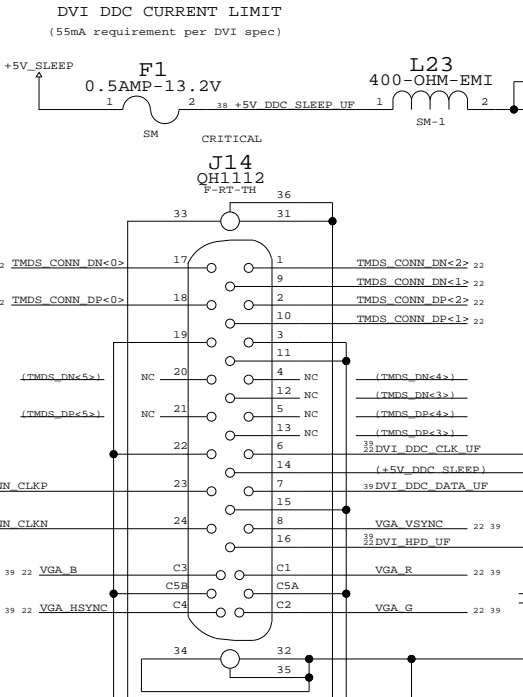 DVI DDC CURRENT LIMIT
(55mA requirement per DVI spec)
+5V_SLEEP
F1
0.5AMP-13.2V
1 2
SM
38 +5V_DDC_SLEEP_UF
L23
400-OHM-EMI
1 2
SM-1
CRITICAL
J14
QH1112
F-RT-TH
36
33 31
2 TMDS_CONN_DN<0> 17 1 TMDS_CONN_DN<2> 22
9 TMDS_CONN_DN<1> 22
2 TMDS_CONN_DP<0> 18 2 TMDS_CONN_DP<2> 22
10 TMDS_CONN_DP<1> 22
19 3
11
(TMDS_DN<5>) NC 20 4 NC (TMDS_DN<4>)
12 NC (TMDS_DN<3>)
(TMDS_DP<5>) NC 21 5 NC (TMDS_DP<4>)
13 NC (TMDS_DP<3>)
22 6 39 22 DVI_DDC_CLK_UF
14 (+5V_DDC_SLEEP)
NN_CLKP 23 7 39 DVI_DDC_DATA_UF
15
NN_CLKN 24 8 VGA_VSYNC 22 39
16 39 22 DVI_HPD_UF
39 22 VGA_B C3 C1 VGA_R 22 39
C5B C5A
39 22 VGA_HSYNC C4 C2 VGA_G 22 39
34 32
35